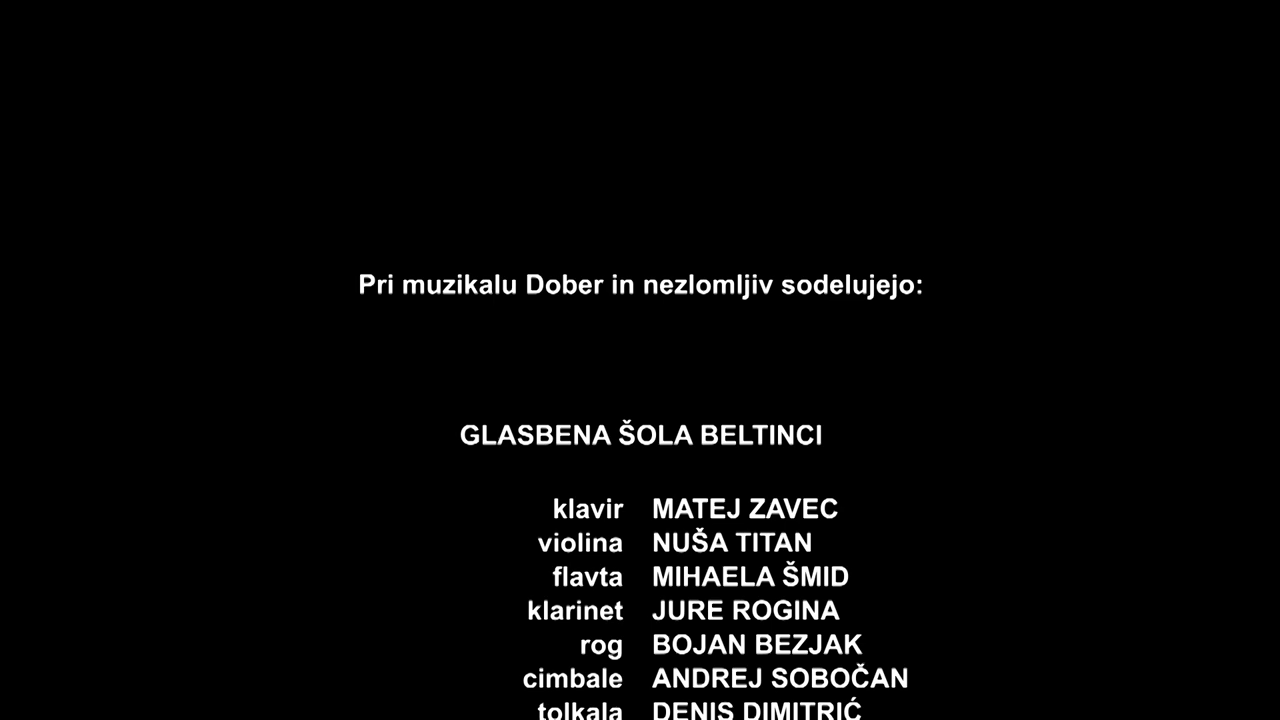 Pri muzikalu Dober in nezlomljiv sodelujejo:
GLASBENA ŠOLA BELTINCI
klavir MATEJ ZAVEC
violina NUŠA TITAN
flavta MIHAELA ŠMID
klarinet JURE ROGINA
rog BOJAN BEZJAK
cimbale ANDREJ SOBOČAN
tolkala DENIS DIMITRIĆ